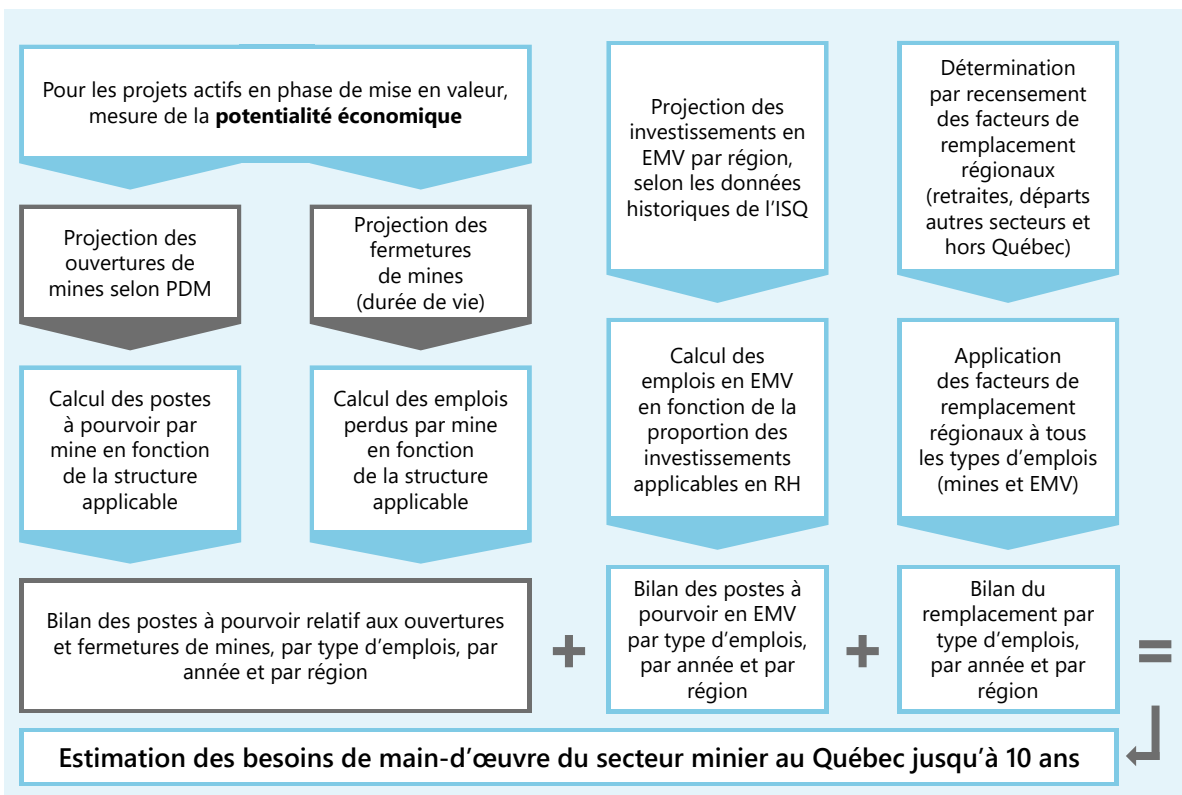 Pour les projets actifs en phase de mise en valeur,
mesure de la potentialité économique
Projection des
ouvertures de
mines selon PDM
Projection des
fermetures
de mines
(durée de vie)
Calcul des postes
à pourvoir par
mine en fonction
de la structure
applicable
Calcul des emplois
perdus par mine
en fonction
de la structure
applicable
Bilan des postes à pourvoir relatif aux ouvertures
et fermetures de mines, par type d’emplois, par
année et par région
+
Projection des
investissements en
EMV par région,
selon les données
historiques de l’ISQ
Calcul des
emplois en EMV
en fonction de la
proportion des
investissements
applicables en RH
Bilan des postes à
pourvoir en EMV
par type d’emplois,
par année et par
région
+
Détermination
par recensement
des facteurs de
remplacement
régionaux
(retraites, départs
autres secteurs et
hors Québec)
Application
des facteurs de
remplacement
régionaux à tous
les types d’emplois
(mines et EMV)
Bilan du
remplacement par
type d’emplois,
par année et par
région
=
Estimation des besoins de main-d’œuvre du secteur minier au Québec jusqu’à 10 ans